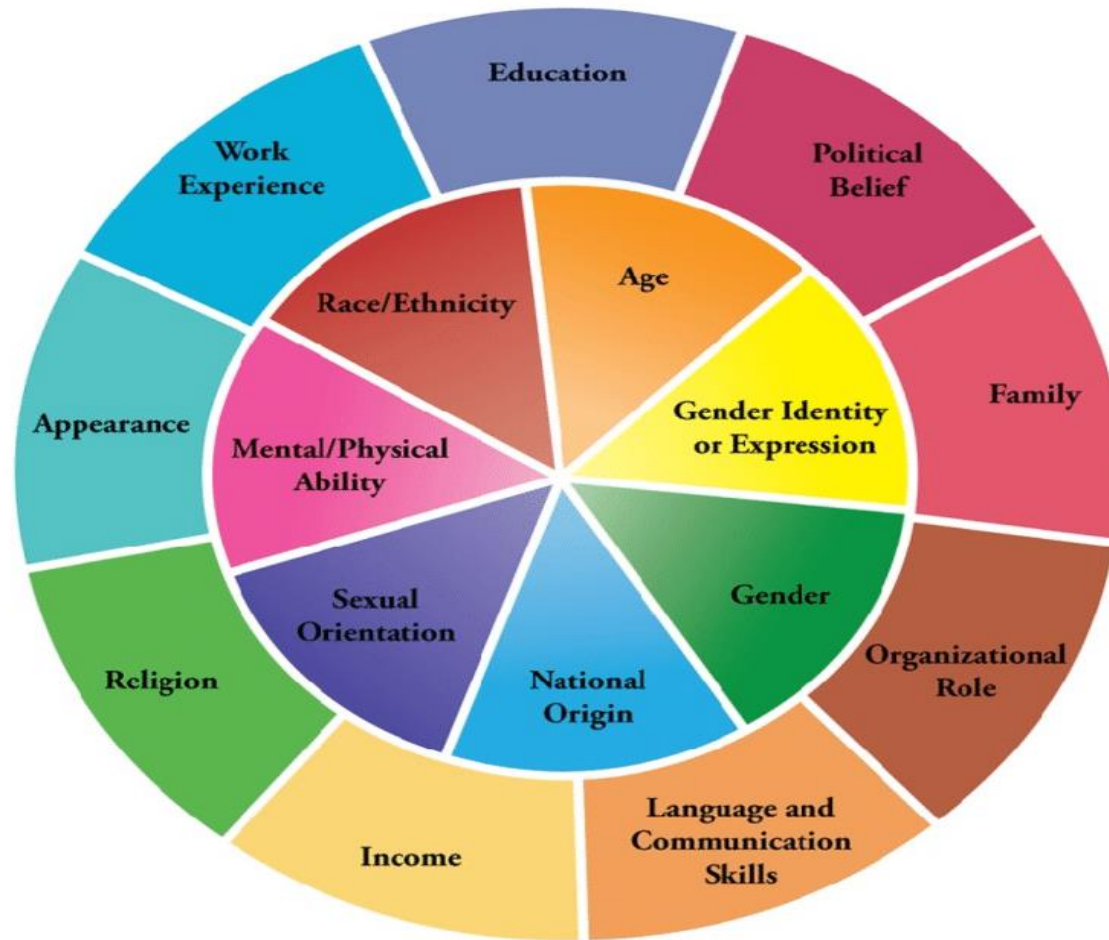 Education
Political
Belief
Family
Organizational
Role
Language and
Communication
Skills
Income
Religion
Appearance
Work
Experience
Age
Gender Identity
or Expression
Gender
National
Origin
Sexual
Orientation
Mental/Physical
Ability
Race/Ethnicity